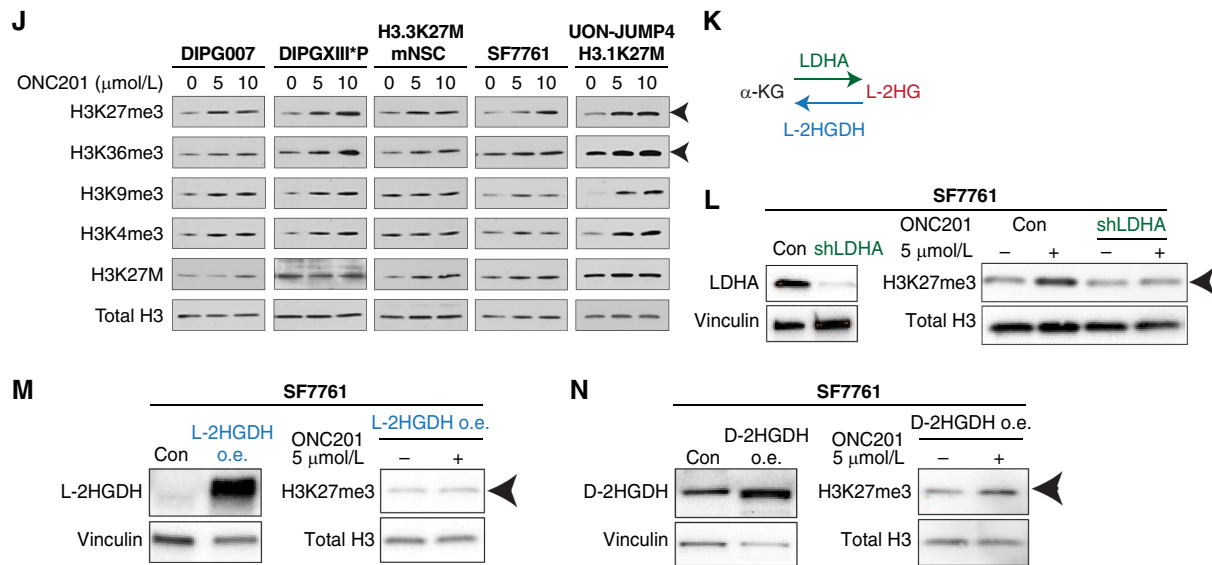 J
DIPG007 DIPGXIII*P H3.3K27M mNSC SF7761 UON-JUMP4 H3.1K27M
ONC201 (μmol/L) 0 5 10 0 5 10 0 5 10 0 5 10 0 5 10
H3K27me3
H3K36me3
H3K9me3
H3K4me3
H3K27M
Total H3
K
LDHA
α-KG L-2HG
L-2HGDH
L
SF7761
Con shLDHA
LDHA
Vinculin
ONC201 Con shLDHA
5 μmol/L – + – +
H3K27me3
Total H3
M
SF7761
Con L-2HGDH o.e.
L-2HGDH
Vinculin
L-2HGDH o.e.
ONC201
5 μmol/L – +
H3K27me3
Total H3
N
SF7761
Con D-2HGDH o.e.
D-2HGDH
Vinculin
D-2HGDH o.e.
ONC201
5 μmol/L – +
H3K27me3
Total H3